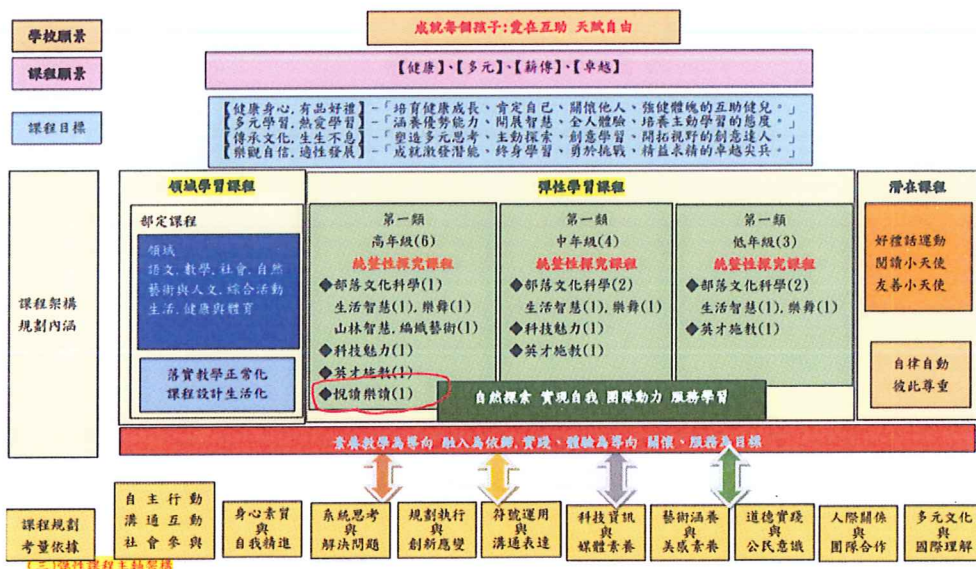 學校願景
成就每個孩子:愛在互助 天賦自由
課程願景
【健康】、【多元】、【薪傳】、【卓越】
課程目標
【健康身心,有品好禮】-「培育健康成長、肯定自己、關懷他人、強健體魄的互助健兒。」
【多元學習,熱愛學習】-「涵養優勢能力、開展智慧、全人體驗、培養主動學習的態度。」
【傳承文化,生生不息】-「塑造多元思考、主動探索、創意學習、開拓視野的創意達人。」
【樂觀自信,適性發展】-「成就激發潛能、終身學習、勇於挑戰、精益求精的卓越尖兵。」
課程架構
規劃內涵
領域學習課程
部定課程
領域
語文,數學,社會,自然
藝術與人文,綜合活動
生活,健康與體育
落實教學正常化
課程設計生活化
彈性學習課程
第一類
高年級(6)
統整性探究課程
◆部落文化科學(1)
生活智慧(1),樂舞(1)
山林智慧,編織藝術(1)
◆科技魅力(1)
◆英才施教(1)
◆悅讀樂讀(1)
第一類
中年級(4)
統整性探究課程
◆部落文化科學(2)
生活智慧(1),樂舞(1)
◆科技魅力(1)
◆英才施教(1)
第一類
低年級(3)
統整性探究課程
◆部落文化科學(2)
生活智慧(1),樂舞(1)
◆英才施教(1)
自然探索 實現自我 團隊動力 服務學習
潛在課程
好禮話運動
閱讀小天使
友善小天使
自律自動
彼此尊重
素養教學為導向 融入為依歸,實踐、體驗為導向 關懷、服務為目標
課程規劃
考量依據
自主行動
溝通互動
社會參與
身心素質
與
自我精進
系統思考
與
解決問題
規劃執行
與
創新應變
符號運用
與
溝通表達
科技資訊
與
媒體素養
藝術涵養
與
美感素養
道德實踐
與
公民意識
人際關係
與
團隊合作
多元文化
與
國際理解
(三)彈性課程主軸架構